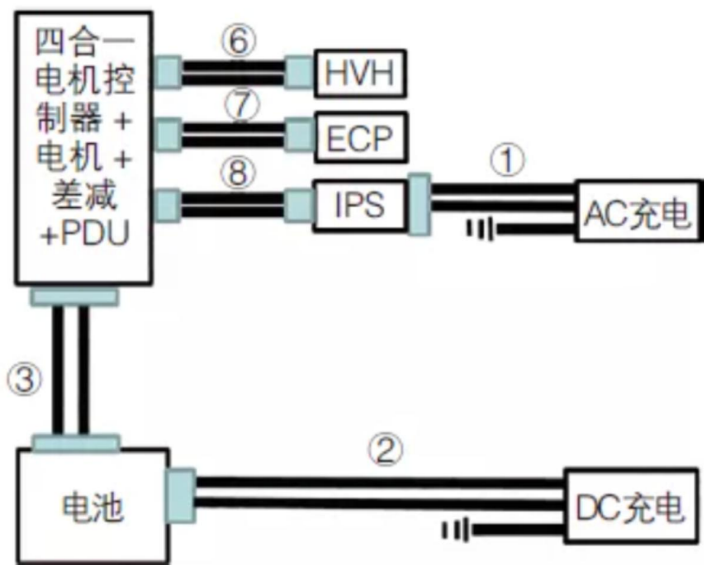 四合一
电机控
制器+
电机+
差减
+PDU
⑥
HVH
⑦
ECP
⑧
IPS
①
AC充电
③
电池
②
DC充电